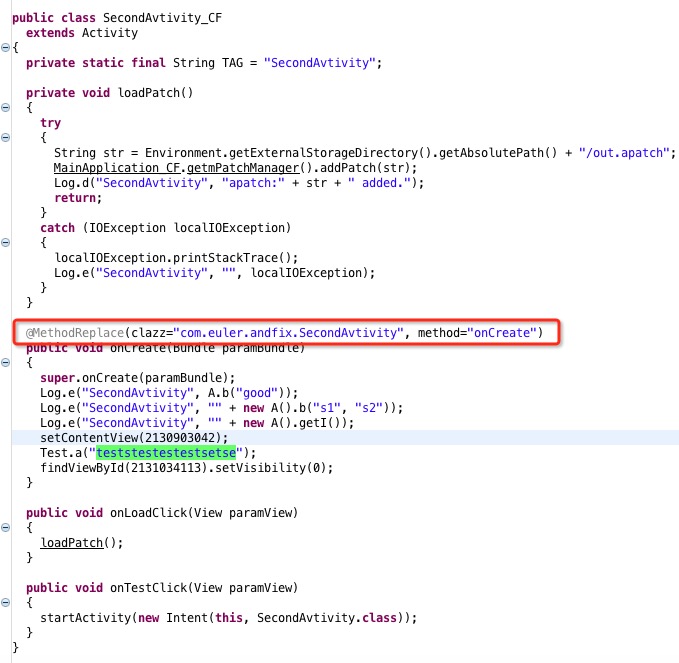 public class SecondAvtivity_CF
  extends Activity
{
  private static final String TAG = "SecondAvtivity";

  private void loadPatch()
  {
    try
    {
      String str = Environment.getExternalStorageDirectory().getAbsolutePath() + "/out.apatch";
      MainApplication_CF.getmPatchManager().addPatch(str);
      Log.d("SecondAvtivity", "apatch:" + str + " added.");
      return;
    }
    catch (IOException localIOException)
    {
      localIOException.printStackTrace();
      Log.e("SecondAvtivity", "", localIOException);
    }
  }

  @MethodReplace(clazz="com.euler.andfix.SecondAvtivity", method="onCreate")
  public void onCreate(Bundle paramBundle)
  {
    super.onCreate(paramBundle);
    Log.e("SecondAvtivity", A.b("good"));
    Log.e("SecondAvtivity", "" + new A().b("s1", "s2"));
    Log.e("SecondAvtivity", "" + new A().getI());
    setContentView(2130903042);
    Test.a("teststestestestsetse");
    findViewById(2131034113).setVisibility(0);
  }

  public void onLoadClick(View paramView)
  {
    loadPatch();
  }

  public void onTestClick(View paramView)
  {
    startActivity(new Intent(this, SecondAvtivity.class));
  }
}